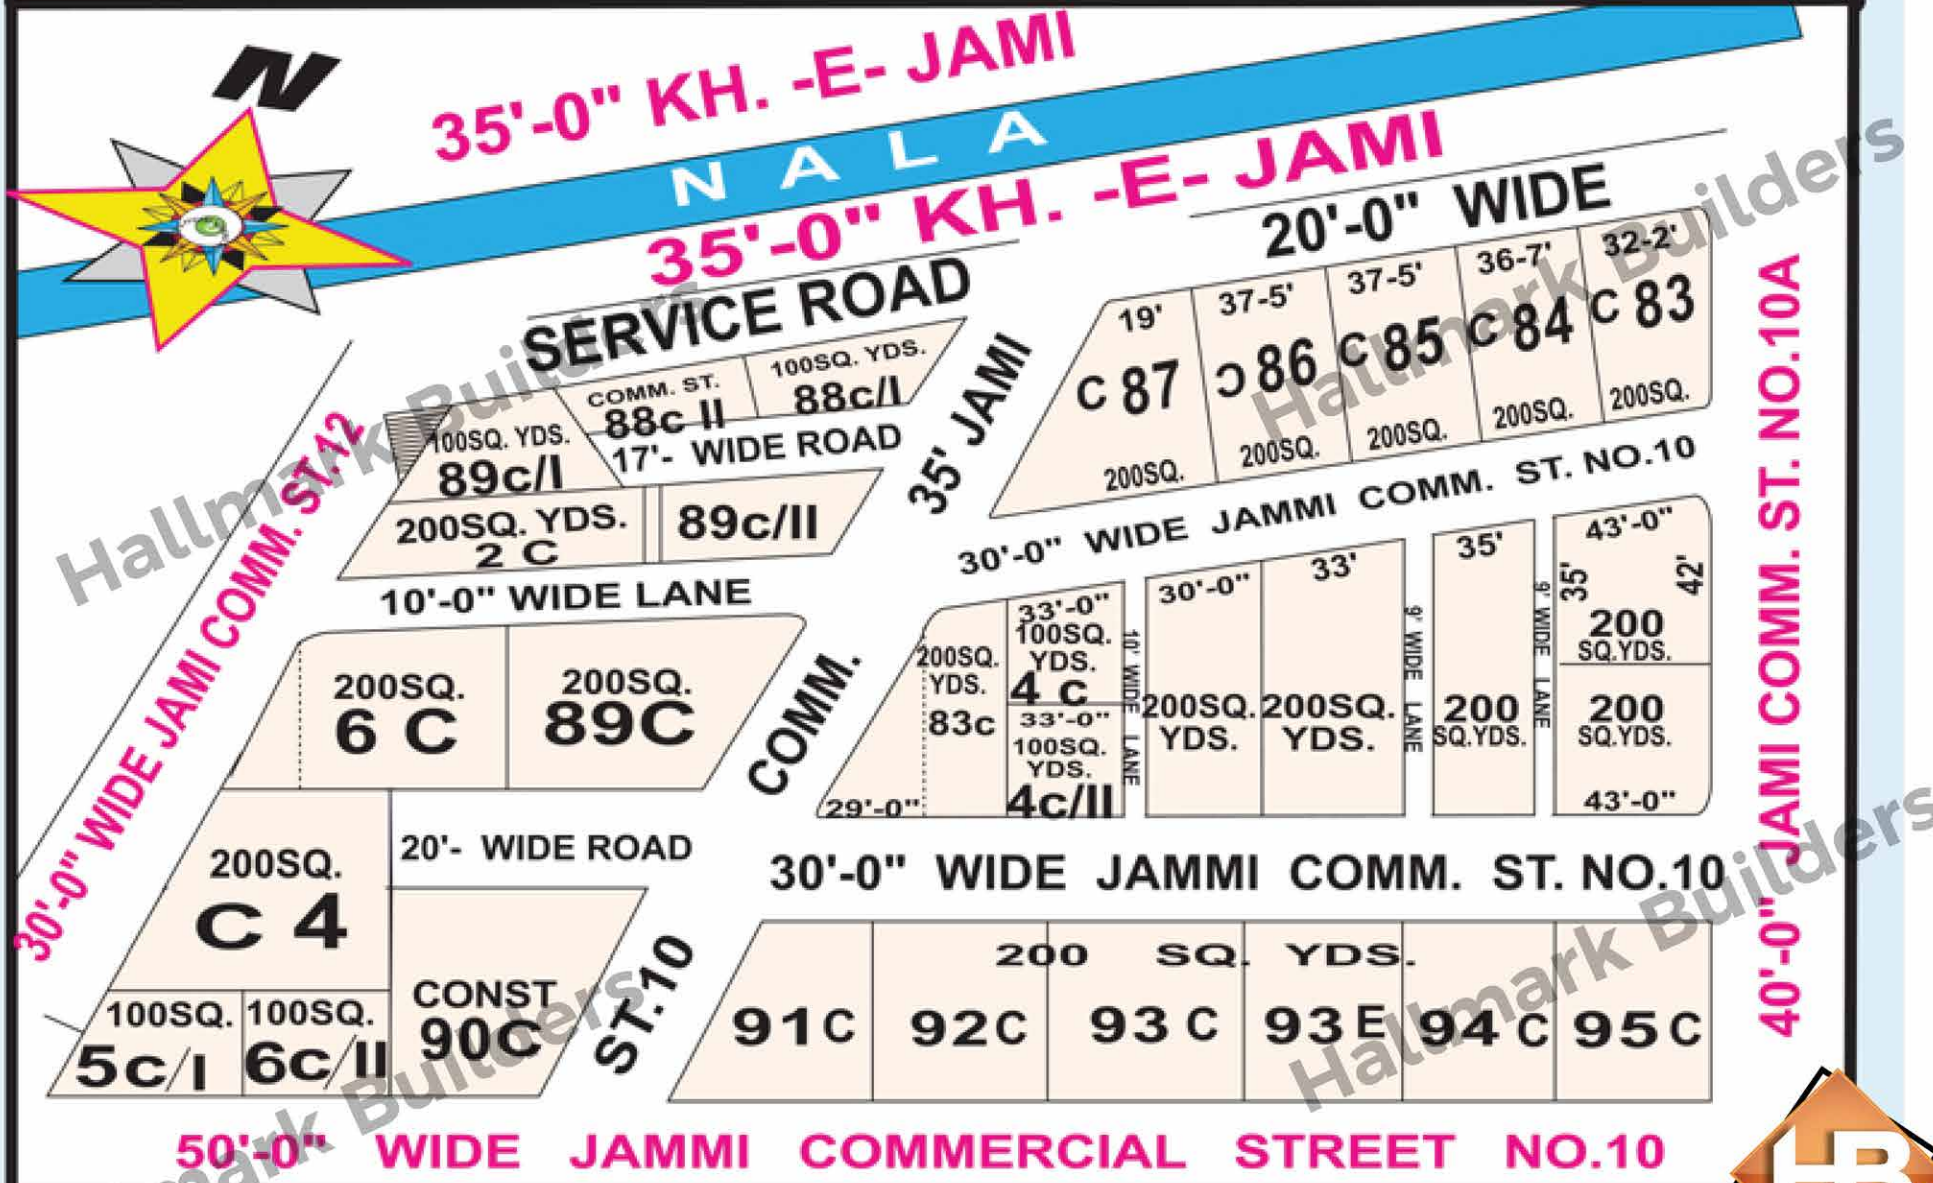 N
35'-0" KH. -E- JAMI
N A L A
35'-0" KH. -E- JAMI
20'-0" WIDE
SERVICE ROAD
19'
37-5'
37-5'
36-7'
32-2'
C 87
C 86
C 85
C 84
C 83
200SQ.
200SQ.
200SQ.
200SQ.
200SQ.
COMM. ST.
88c II
100SQ. YDS.
88c/I
17'- WIDE ROAD
100SQ. YDS.
89c/I
200SQ. YDS.
2 C
89c/II
10'-0" WIDE LANE
35' JAMI
COMM.
ST.10
30'-0" WIDE JAMI COMM. ST.12
40'-0" JAMI COMM. ST. NO.10A
30'-0" WIDE JAMMI COMM. ST. NO.10
200SQ.
6 C
200SQ.
89C
200SQ.
YDS.
83c
29'-0"
33'-0"
100SQ.
YDS.
4 c
33'-0"
100SQ.
YDS.
4c/II
10' WIDE LANE
30'-0"
200SQ.
YDS.
33'
200SQ.
YDS.
9' WIDE LANE
35'
200
SQ.YDS.
9' WIDE LANE
43'-0"
35'
42'
200
SQ.YDS.
200
SQ.YDS.
43'-0"
20'- WIDE ROAD
30'-0" WIDE JAMMI COMM. ST. NO.10
200SQ.
C 4
100SQ.
5c/I
100SQ.
6c/II
CONST
90C
200 SQ. YDS.
91C
92C
93 C
93E
94 C
95C
50'-0" WIDE JAMMI COMMERCIAL STREET NO.10
Hallmark Builders
Hallmark Builders
Hallmark Builders
mark Builders
HB